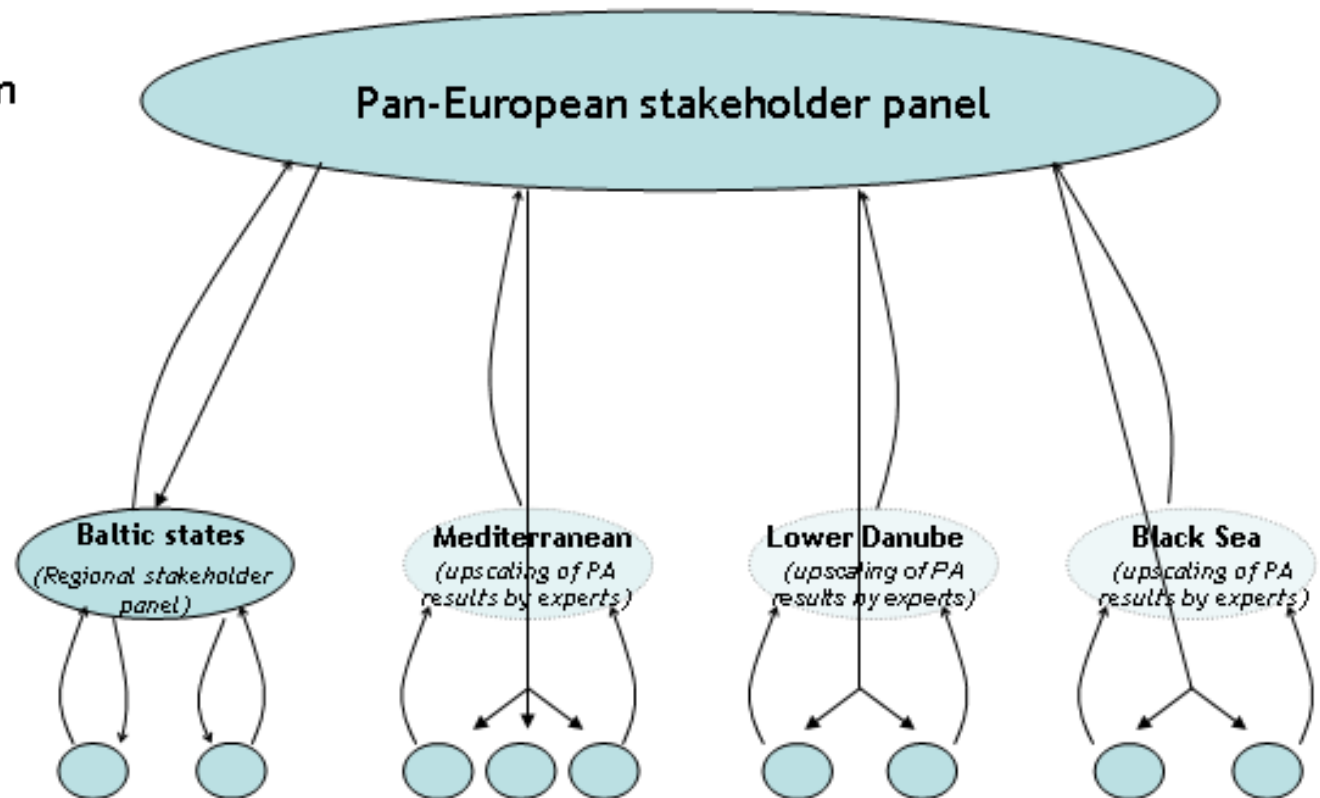 Pan-European stakeholder panel
Baltic states
(Regional stakeholder
panel)
Mediterranean
(upscaling of PA
results by experts)
Lower Danube
(upscaling of PA
results by experts)
Black Sea
(upscaling of PA
results by experts)